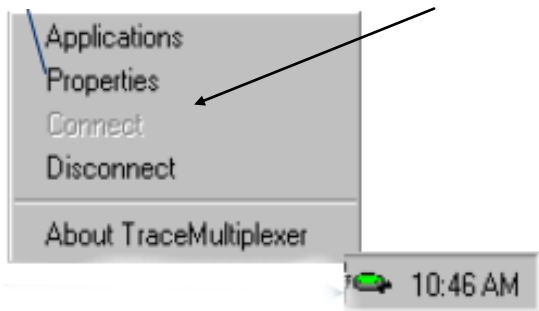 Applications
Properties
Connect
Disconnect
About TraceMultiplexer
10:46 AM